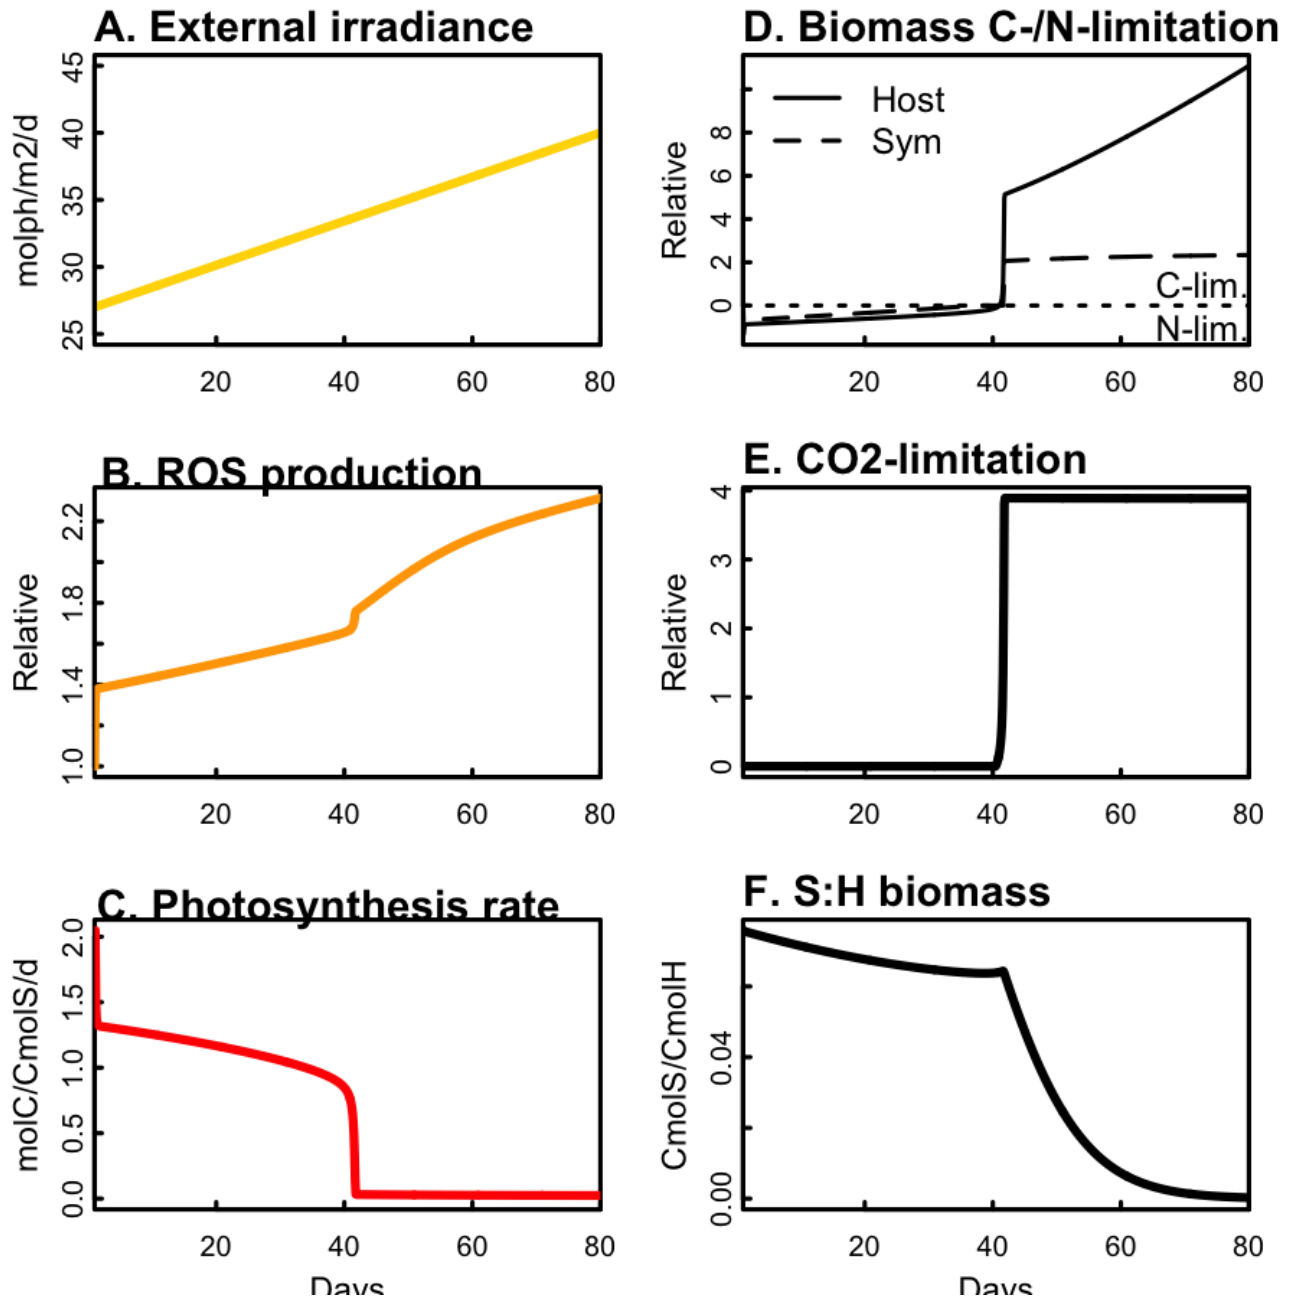 A. External irradiance
molph/m2/d
45
40
35
30
25
20 40 60 80
D. Biomass C-/N-limitation
Relative
8
6
4
2
0
Host
Sym
C-lim.
N-lim.
20 40 60 80
B. ROS production
Relative
2.2
1.8
1.4
1.0
20 40 60 80
E. CO2-limitation
Relative
4
3
2
1
0
20 40 60 80
C. Photosynthesis rate
molC/CmolS/d
2.0
1.5
1.0
0.5
0.0
20 40 60 80
Days
F. S:H biomass
CmolS/CmolH
0.04
0.00
20 40 60 80
Days